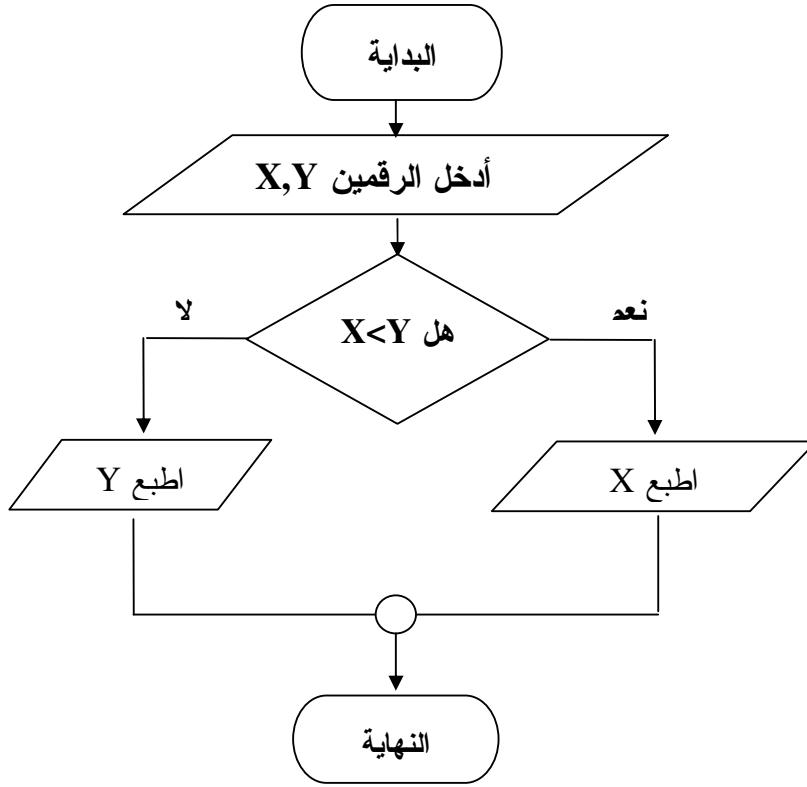 البداية
أدخل الرقمين X,Y
هل X<Y
نعم
لا
اطبع X
اطبع Y
النهاية